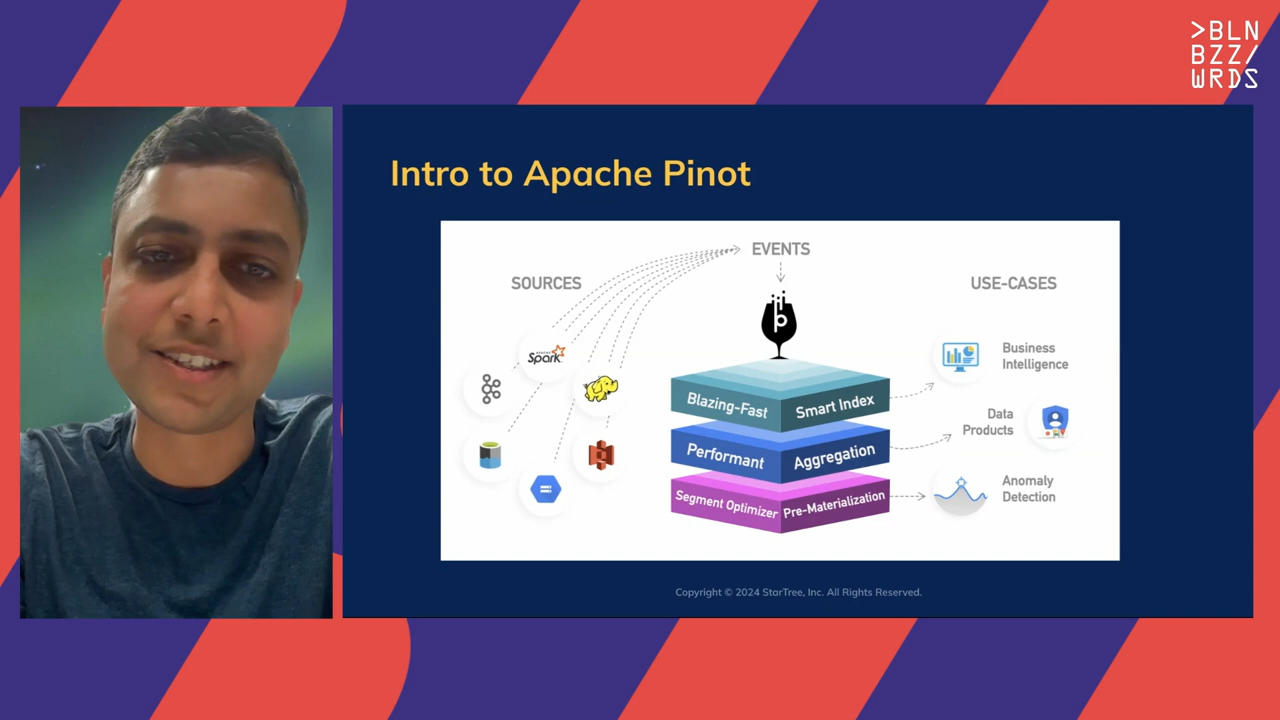 >BLN
BZZ/
WRDS
Intro to Apache Pinot
EVENTS
SOURCES
USE-CASES
APACHE
Spark
p
Business
Intelligence
Blazing-Fast
Smart Index
Data
Products
Performant
Aggregation
Anomaly
Detection
Segment Optimizer
Pre-Materialization
Copyright © 2024 StarTree, Inc. All Rights Reserved.